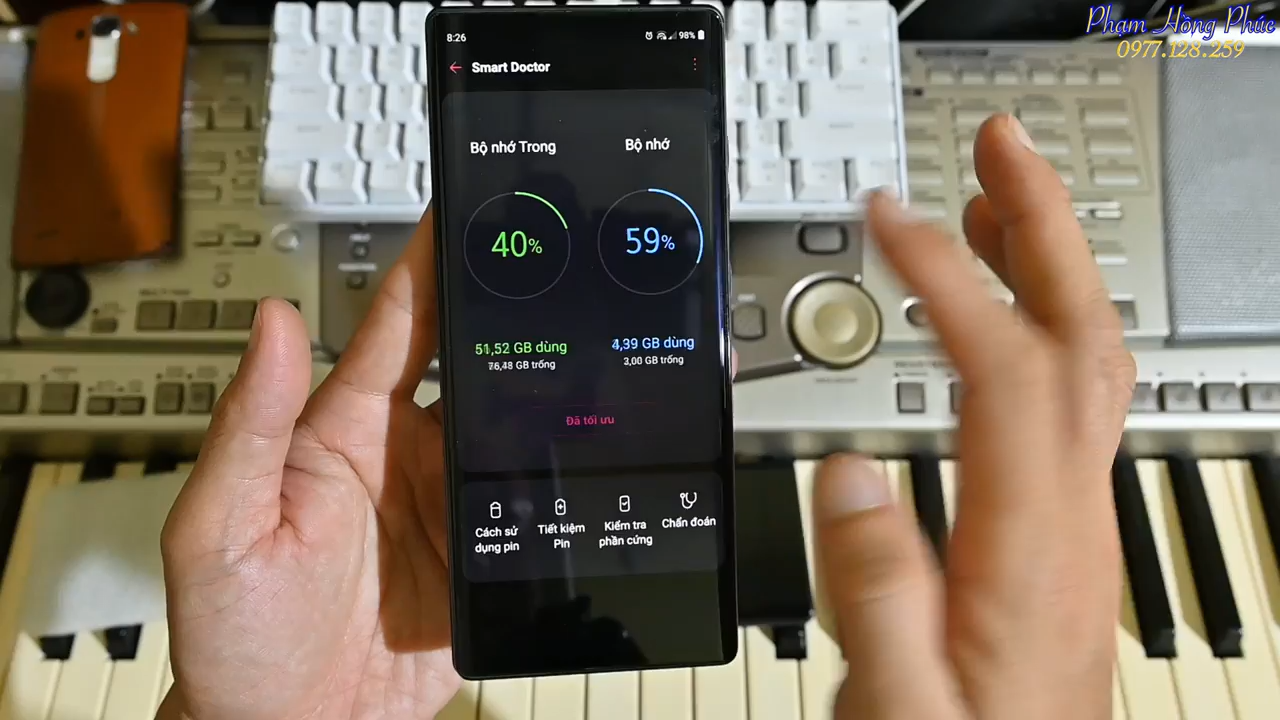 Phạm Hồng Phúc
0977.128.259
8:26
98%
Smart Doctor
Bộ nhớ Trong
Bộ nhớ
40%
59%
51,52 GB dùng
4,39 GB dùng
76,48 GB trống
3,00 GB trống
Đã tối ưu
Cách sử dụng pin
Tiết kiệm Pin
Kiểm tra phần cứng
Chẩn đoán